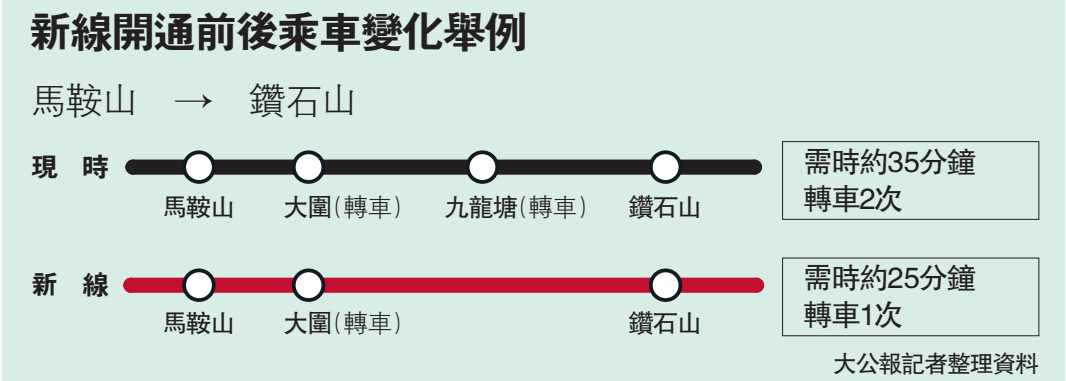 新線開通前後乘車變化舉例
馬鞍山 → 鑽石山
現時
馬鞍山 大圍(轉車) 九龍塘(轉車) 鑽石山
需時約35分鐘
轉車2次
新線
馬鞍山 大圍(轉車) 鑽石山
需時約25分鐘
轉車1次
大公報記者整理資料